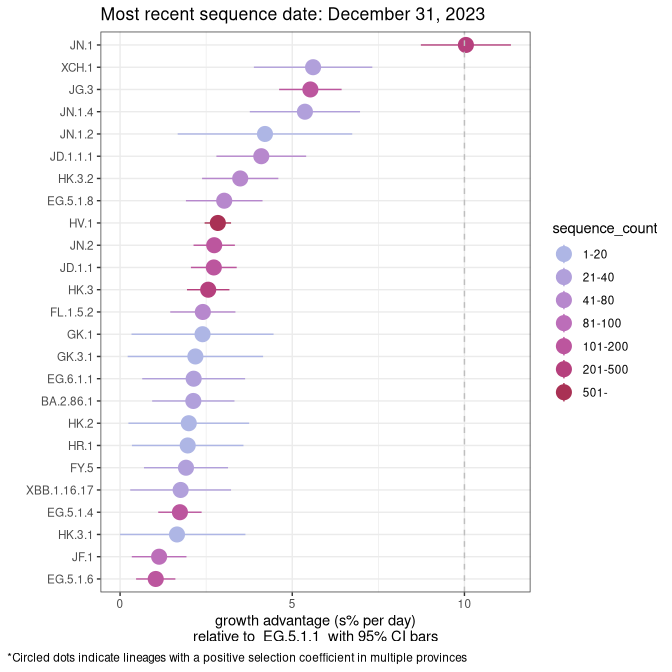 Most recent sequence date: December 31, 2023
JN.1
XCH.1
JG.3
JN.1.4
JN.1.2
JD.1.1.1
HK.3.2
EG.5.1.8
HV.1
JN.2
JD.1.1
HK.3
FL.1.5.2
GK.1
GK.3.1
EG.6.1.1
BA.2.86.1
HK.2
HR.1
FY.5
XBB.1.16.17
EG.5.1.4
HK.3.1
JF.1
EG.5.1.6
0 5 10
growth advantage (s% per day)
relative to EG.5.1.1 with 95% CI bars
sequence_count
1-20
21-40
41-80
81-100
101-200
201-500
501-
*Circled dots indicate lineages with a positive selection coefficient in multiple provinces